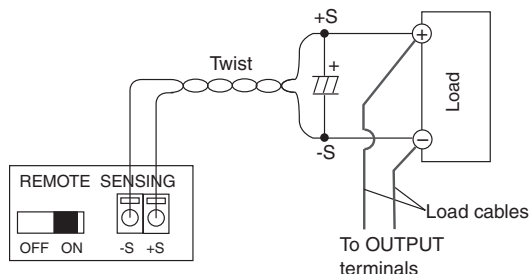 +S
Twist
+
+
Load
-S
−
REMOTE SENSING
OFF ON -S +S
Load cables
To OUTPUT
terminals